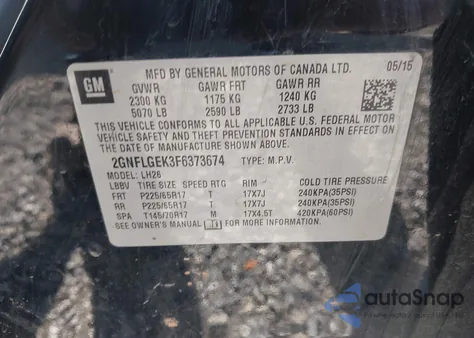 GM
MFD BY GENERAL MOTORS OF CANADA LTD. 05/15
GVWR GAWR FRT GAWR RR
2300 KG 1175 KG 1240 KG
5070 LB 2590 LB 2733 LB
THIS VEHICLE CONFORMS TO ALL APPLICABLE U.S. FEDERAL MOTOR
VEHICLE SAFETY, BUMPER, AND THEFT PREVENTION STANDARDS IN EFFECT ON
THE DATE OF MANUFACTURE SHOWN ABOVE.
2GNFLGEK3F6373674 TYPE: M.P.V.
MODEL: LH26
LBBV TIRE SIZE SPEED RTG RIM COLD TIRE PRESSURE
FRT P225/65R17 T 17X7J 240KPA(35PSI)
RR P225/65R17 T 17X7J 240KPA(35PSI)
SPA T145/70R17 M 17X4.5T 420KPA(60PSI)
SEE OWNER'S MANUAL FOR MORE INFORMATION.
autoSnap